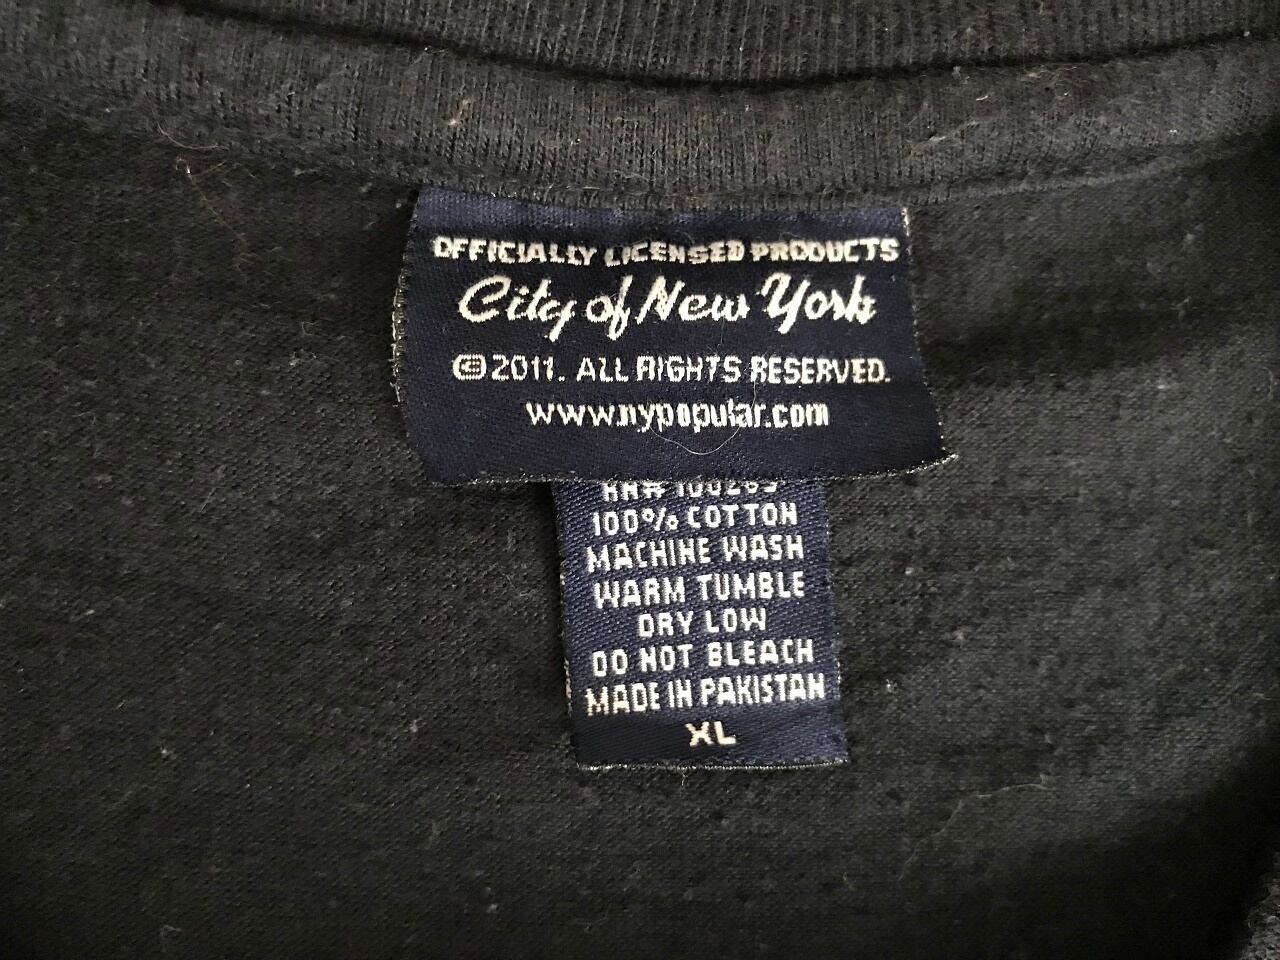 OFFICIALLY LICENSED PRODUCTS
City of New York
©2011. ALL RIGHTS RESERVED.
www.nypopular.com
100% COTTON
MACHINE WASH
WARM TUMBLE
DRY LOW
DO NOT BLEACH
MADE IN PAKISTAN
XL